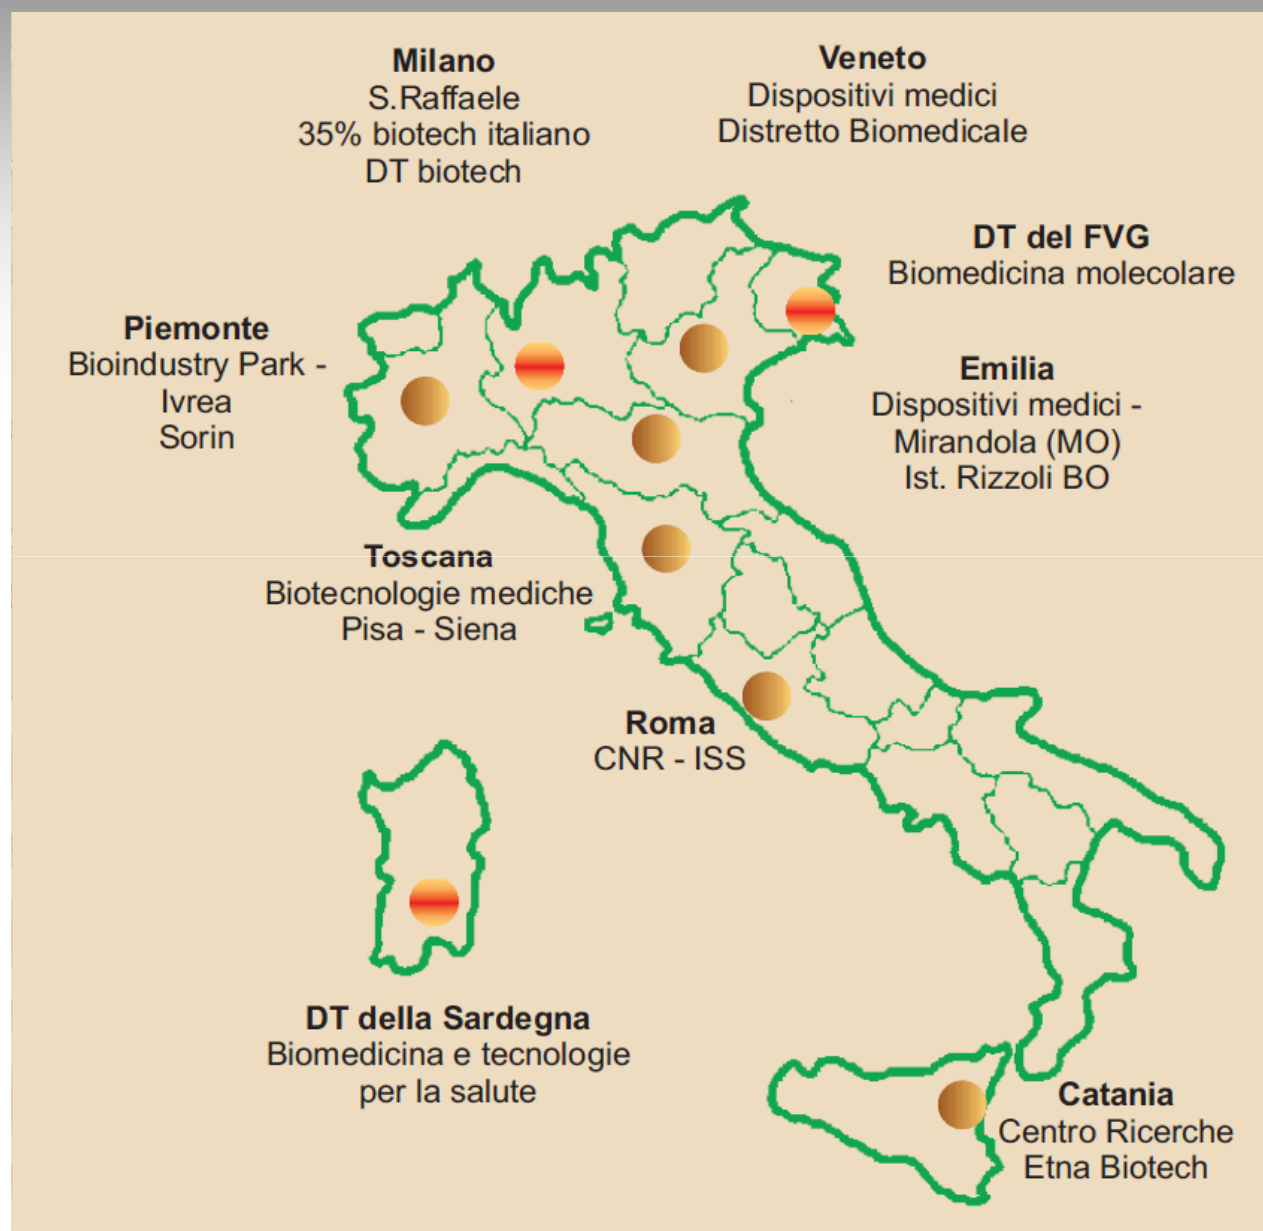 Milano
S.Raffaele
35% biotech italiano
DT biotech
Veneto
Dispositivi medici
Distretto Biomedicale
DT del FVG
Biomedicina molecolare
Piemonte
Bioindustry Park -
Ivrea
Sorin
Emilia
Dispositivi medici -
Mirandola (MO)
Ist. Rizzoli BO
Toscana
Biotecnologie mediche
Pisa - Siena
Roma
CNR - ISS
DT della Sardegna
Biomedicina e tecnologie
per la salute
Catania
Centro Ricerche
Etna Biotech